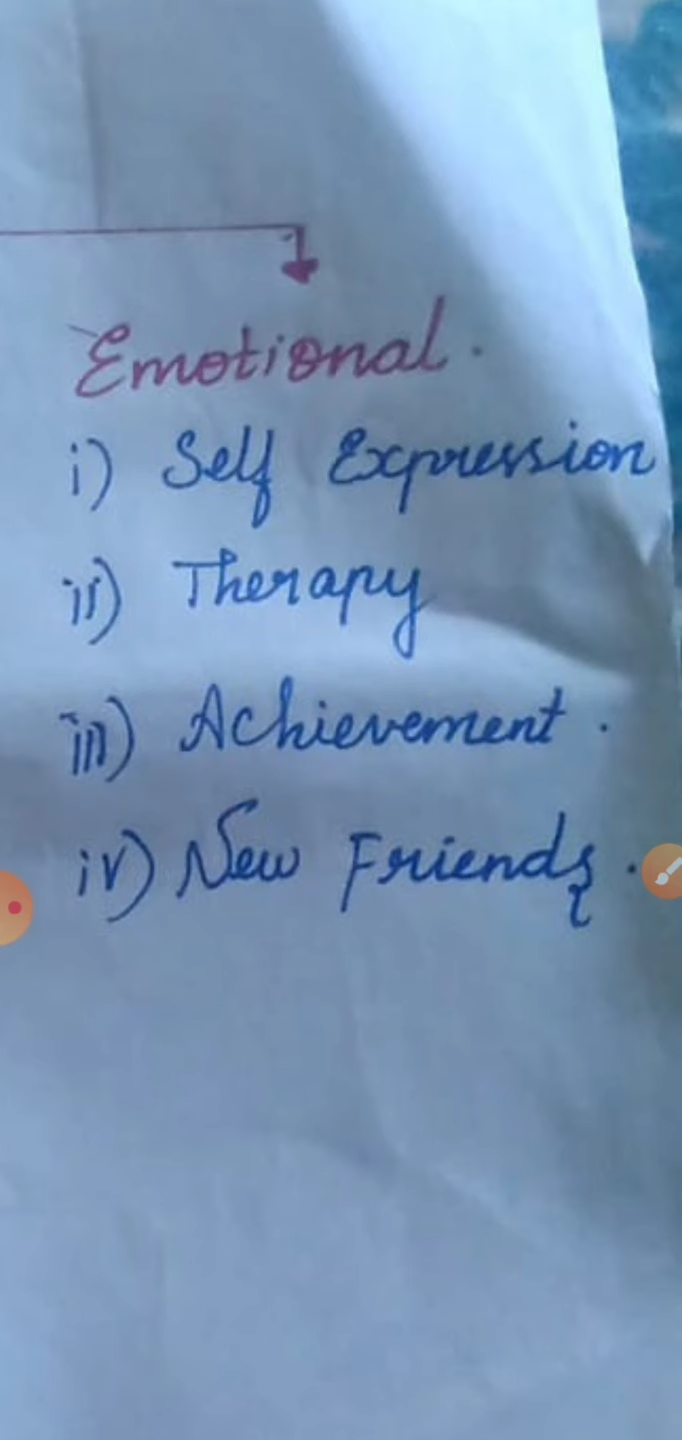 Emotional.
i) Self Expression
ii) Therapy
iii) Achievement.
iv) New Friends.